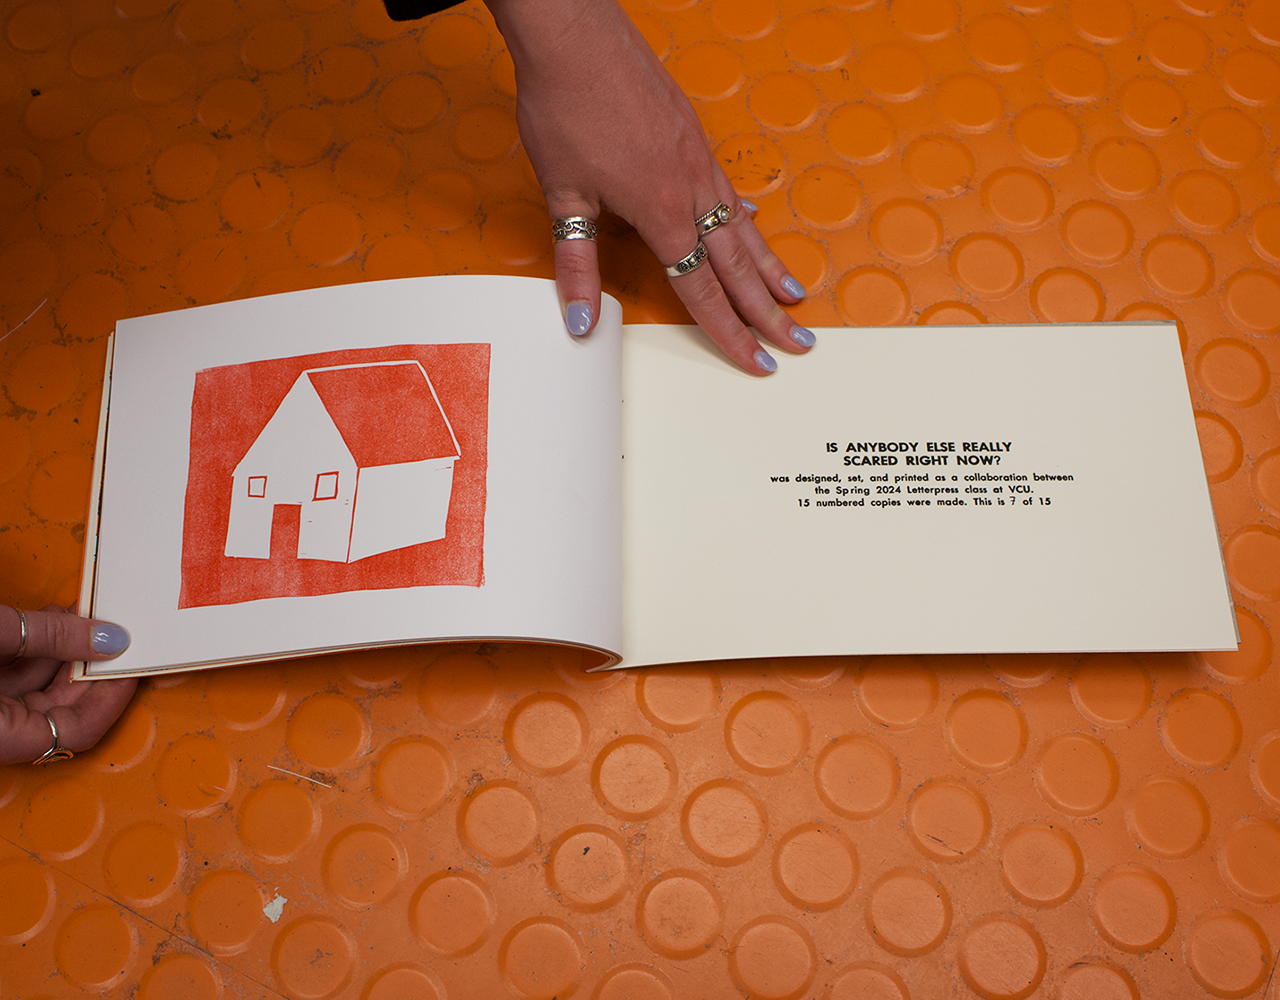 IS ANYBODY ELSE REALLY
SCARED RIGHT NOW?
was designed, set, and printed as a collaboration between
the Spring 2024 Letterpress class at VCU.
15 numbered copies were made. This is 7 of 15